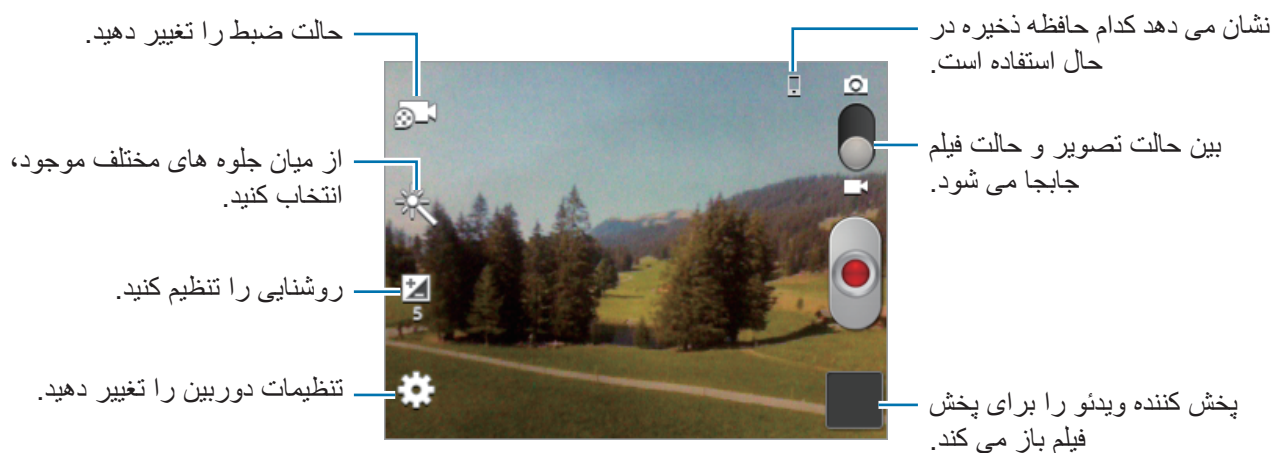 نشان می دهد کدام حافظه ذخیره در
حال استفاده است.
بین حالت تصویر و حالت فیلم
جابجا می شود.
پخش کننده ویدئو را برای پخش
فیلم باز می کند.
حالت ضبط را تغییر دهید.
از میان جلوه های مختلف موجود،
انتخاب کنید.
روشنایی را تنظیم کنید.
5
تنظیمات دوربین را تغییر دهید.